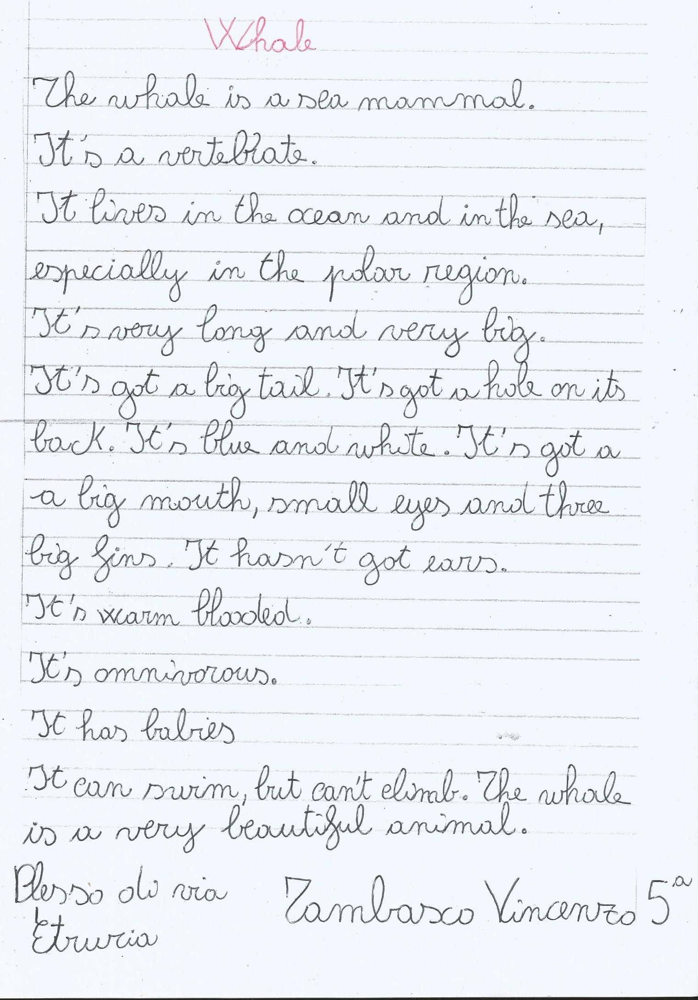 Whale
The whale is a sea mammal.
It's a vertebrate.
It lives in the ocean and in the sea,
especially in the polar region.
It's very long and very big.
It's got a big tail. It's got a hole on its
back. It's blue and white. It's got a
a big mouth, small eyes and three
big fins. It hasn't got ears.
It's warm blooded.
It's omnivorous.
It has babies
It can swim, but can't climb. The whale
is a very beautiful animal.
Plesso di via Tambasco Vincenzo 5ª
Etruria